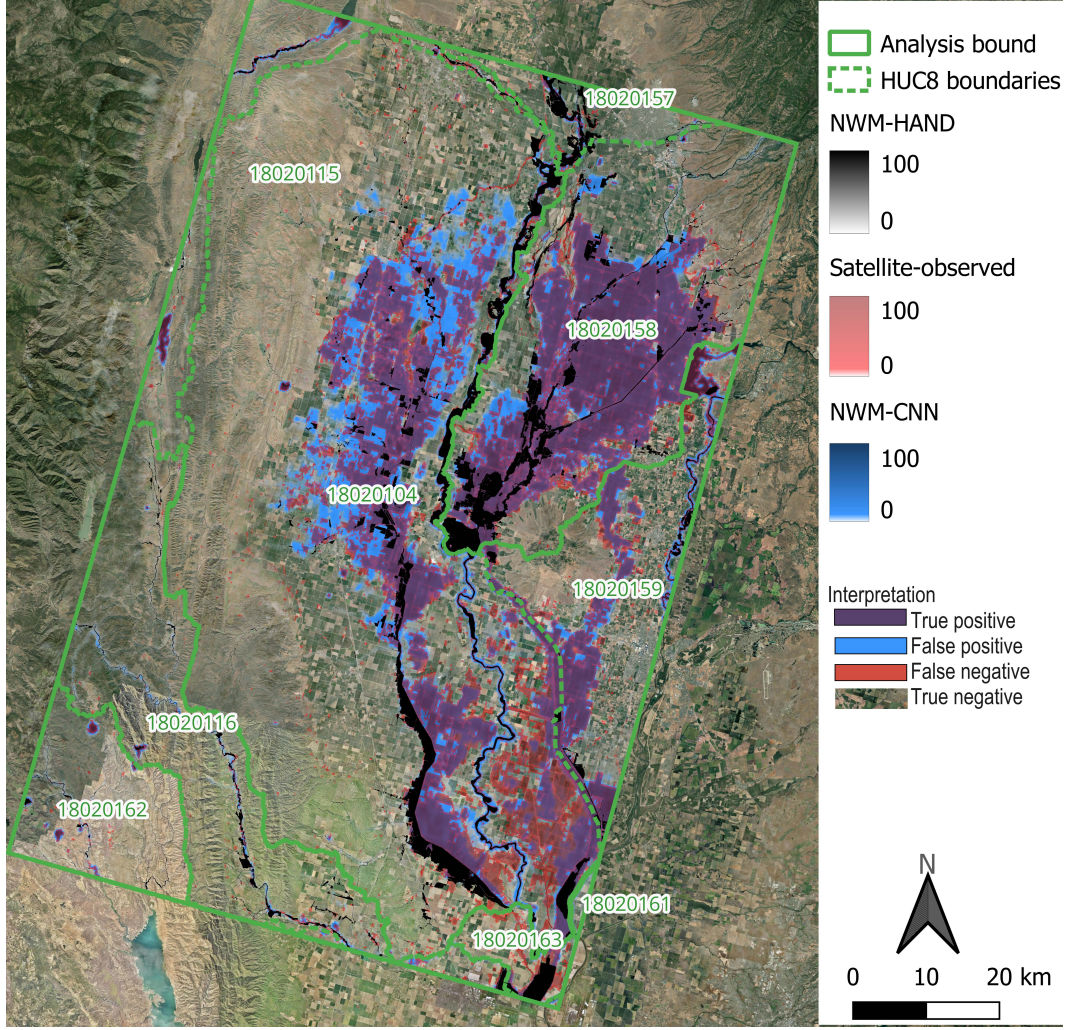 18020157
18020115
18020158
18020104
18020159
18020116
18020162
18020161
18020163
Analysis bound
HUC8 boundaries
NWM-HAND
100
0
Satellite-observed
100
0
NWM-CNN
100
0
Interpretation
True positive
False positive
False negative
True negative
N
0 10 20 km